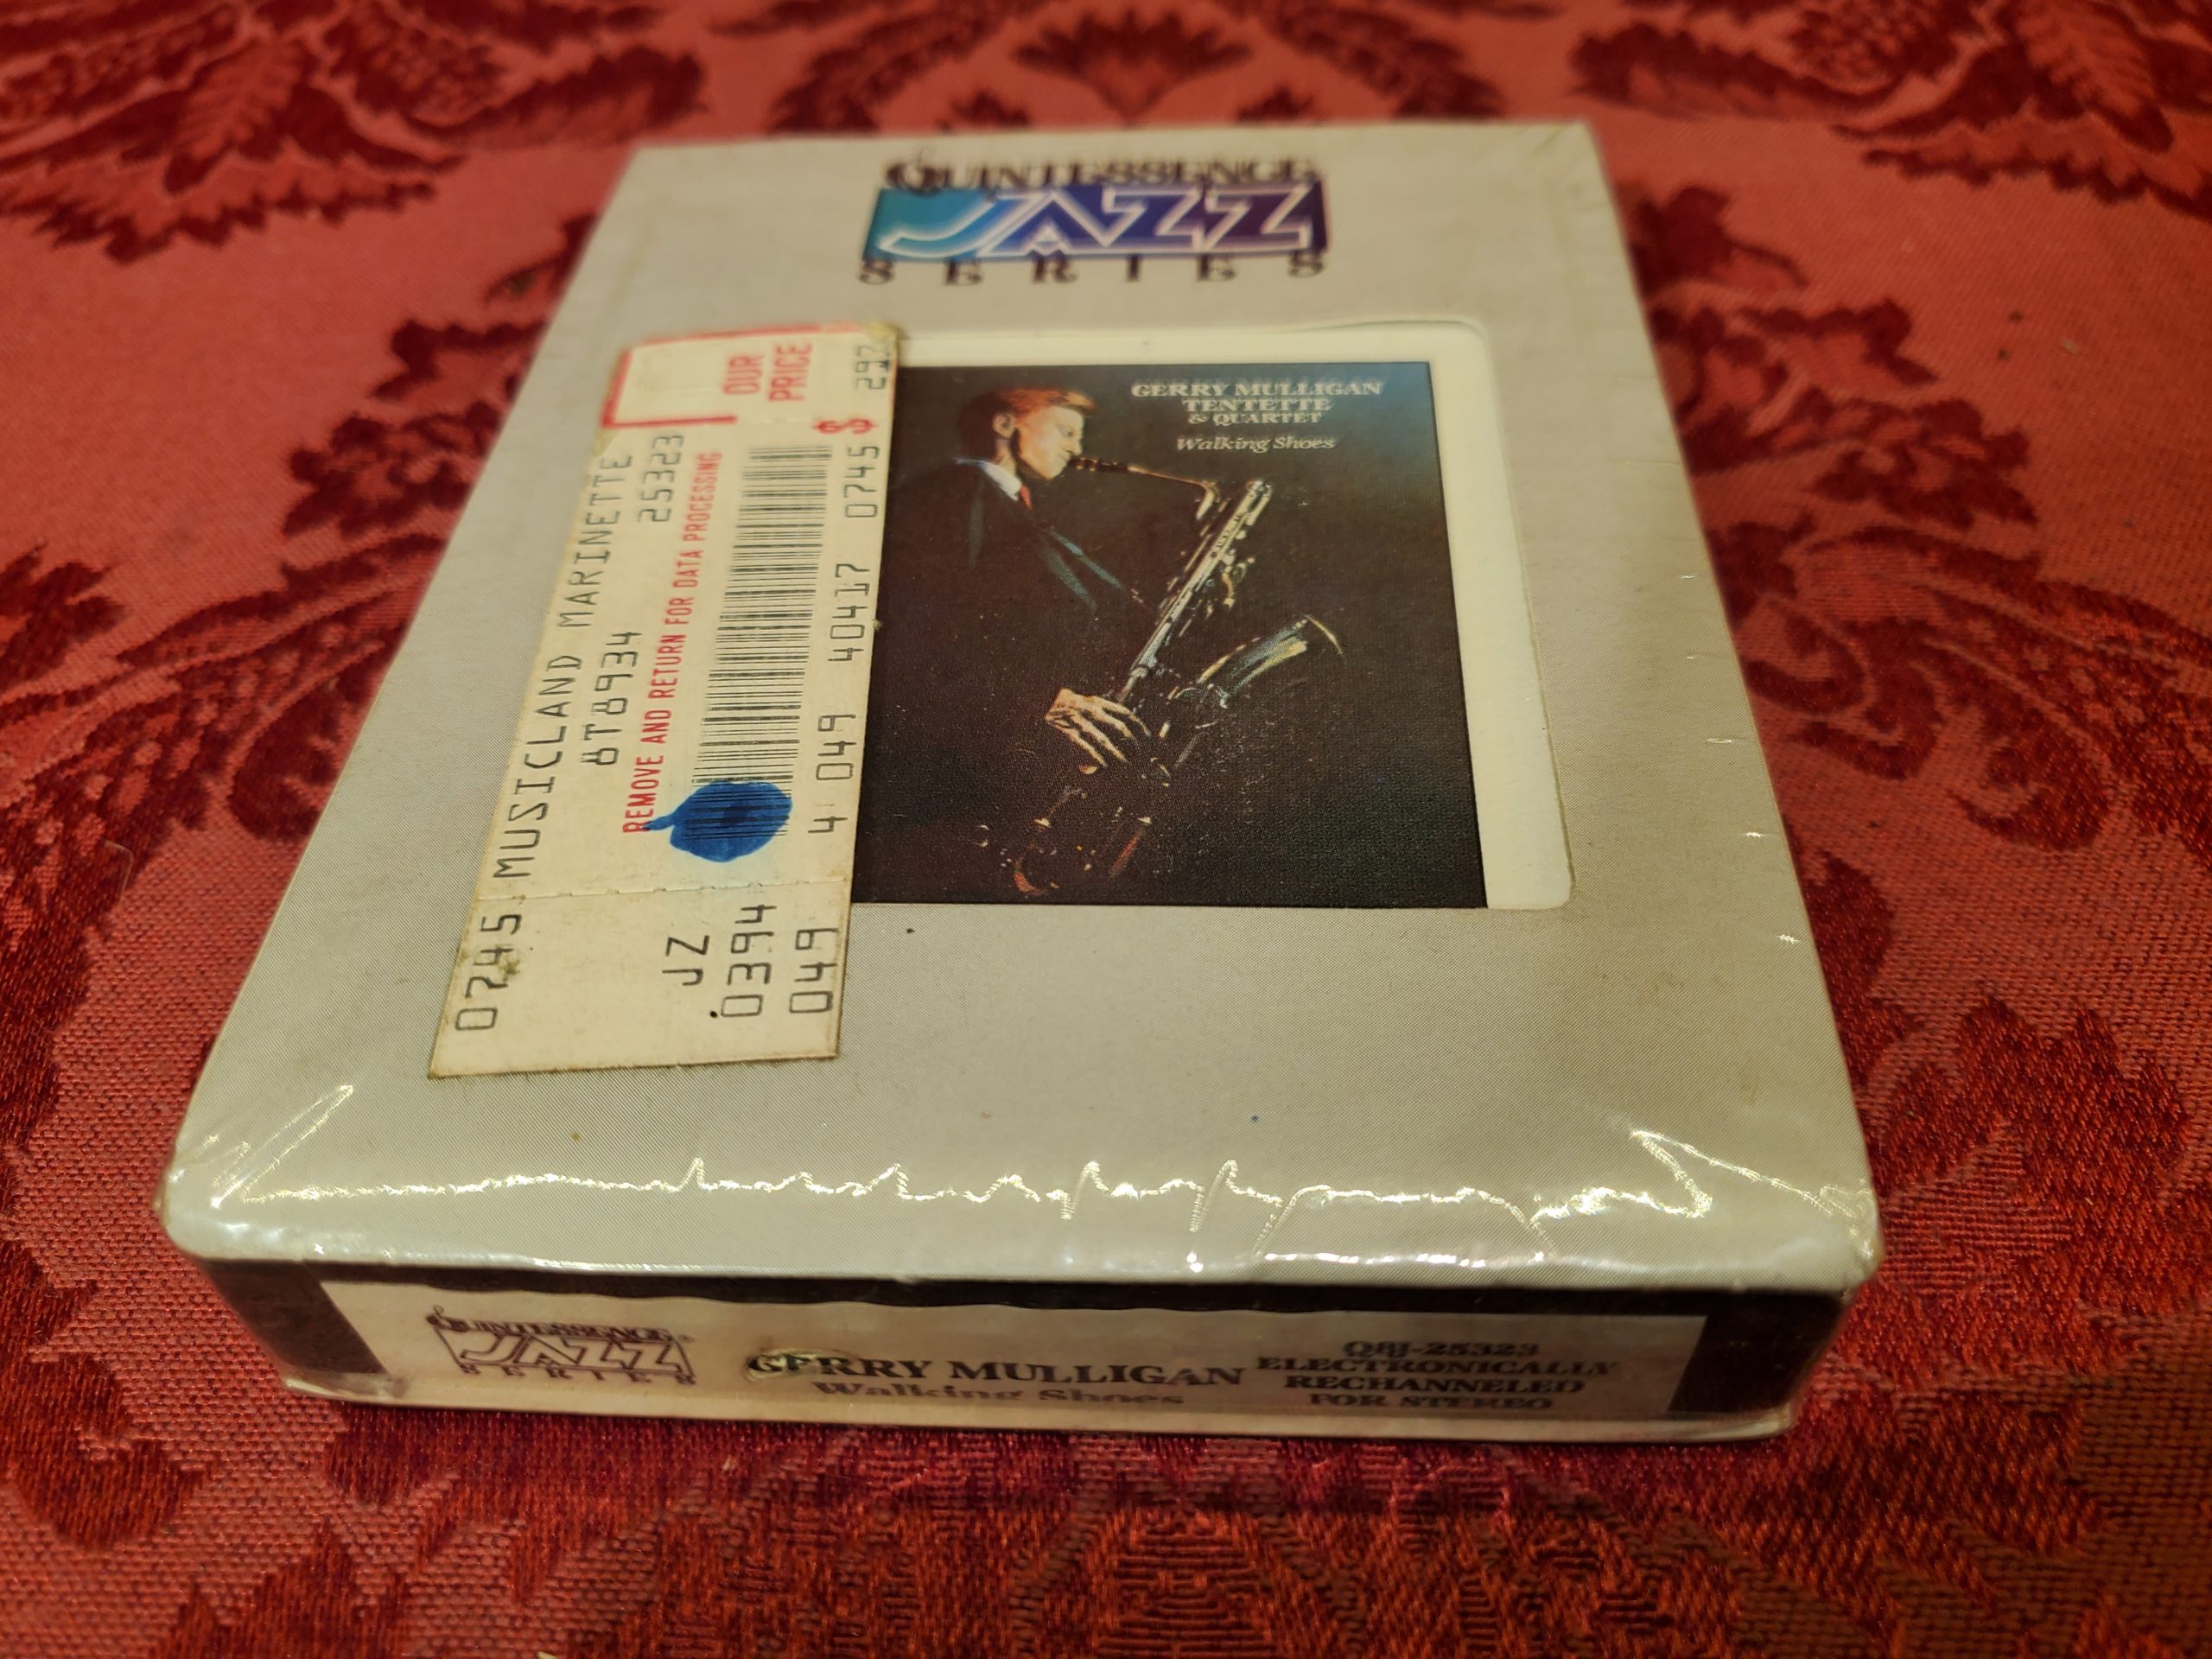 QUINTESSENCE
JAZZ
SERIES
GERRY MULLIGAN
TENTETTE
& QUARTET
Walking Shoes
OUR
PRICE
$
0745 MUSICLAND MARINETTE
8T8934 25323
REMOVE AND RETURN FOR DATA PROCESSING
4 049 40417 0745 292
JZ
0394
049
QUINTESSENCE®
JAZZ
SERIES
GERRY MULLIGAN
Walking Shoes
Q8J-25323
ELECTRONICALLY
RECHANNELED
FOR STEREO